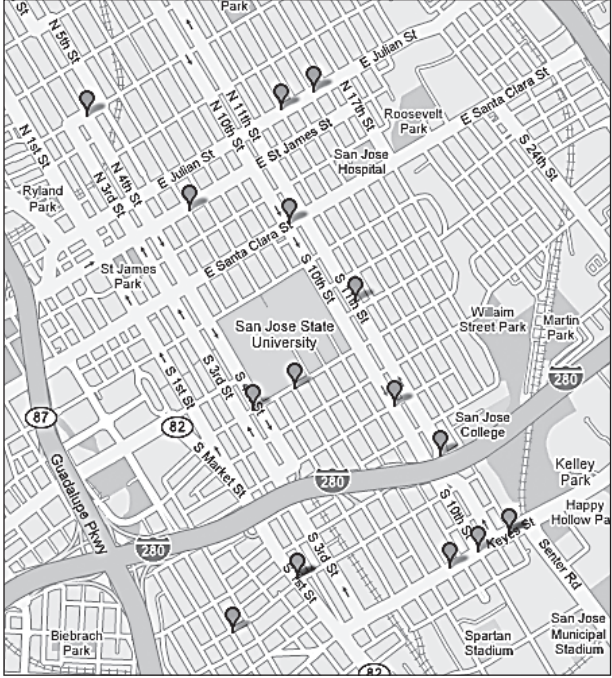 St
Park
N 5th St
E Julian St
N 11th St
N 17th St
N 10th St
Roosevelt
Park
E Santa Clara St
N 1st St
E St James St
San Jose
Hospital
S 24th St
E Julian St
N 4th St
N 3rd St
Ryland
Park
E Santa Clara St
St James
Park
S 10th St
S 11th St
Willaim
Street Park
Martin
Park
San Jose State
University
S 3rd St
S 1st St
280
87
82
San Jose
College
S Market St
280
Kelley
Park
Guadalupe Pkwy
Happy
Hollow Pa
S 10th St
Keyes St
280
S 3rd St
Senter Rd
S 1st St
Biebrach
Park
Spartan
Stadium
San Jose
Municipal
Stadium
82